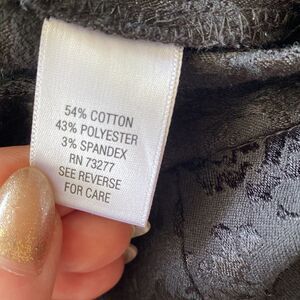 54% COTTON
43% POLYESTER
3% SPANDEX
RN 73277
SEE REVERSE
FOR CARE